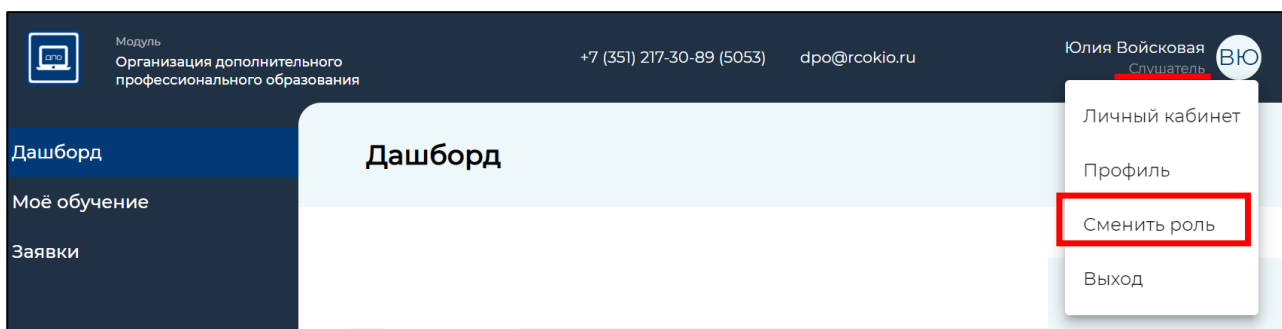 дпо
Модуль
Организация дополнительного
профессионального образования
+7 (351) 217-30-89 (5053)
dpo@rcokio.ru
Юлия Войсковая
Слушатель
ВЮ
Личный кабинет
Профиль
Сменить роль
Выход
Дашборд
Моё обучение
Заявки
Дашборд